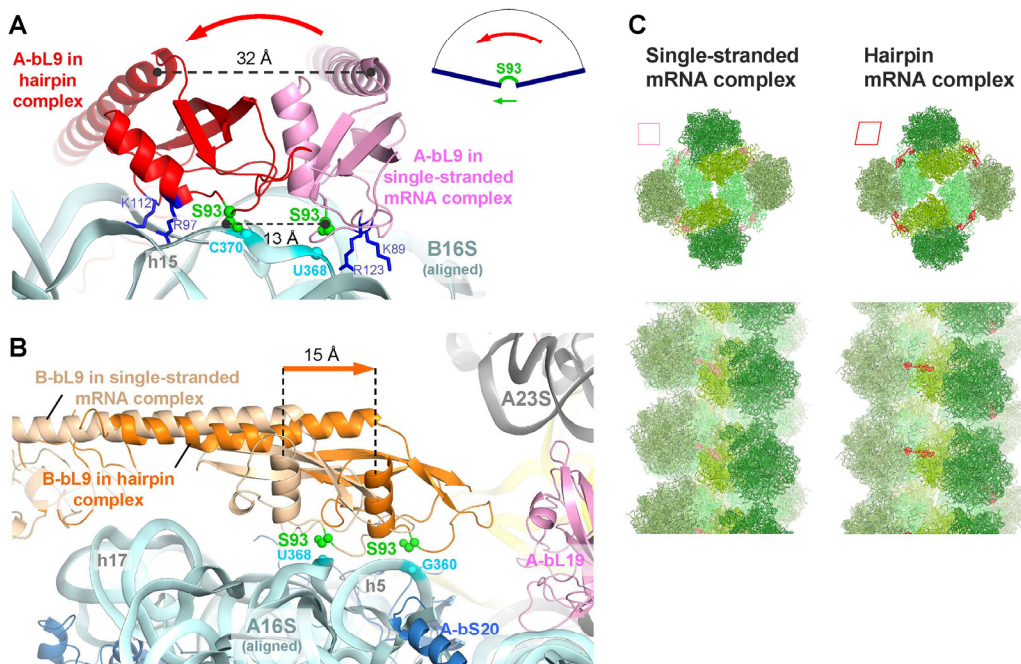 A
A-bL9 in
hairpin
complex
32 Å
S93
A-bL9 in
single-stranded
mRNA complex
K112
R97
S93
S93
C370
13 Å
U368
K89
R123
h15
B16S
(aligned)
B
15 Å
B-bL9 in single-stranded
mRNA complex
B-bL9 in hairpin
complex
A23S
S93
S93
U368
G360
h17
h5
A-bL19
A16S
(aligned)
A-bS20
C
Single-stranded
mRNA complex
Hairpin
mRNA complex